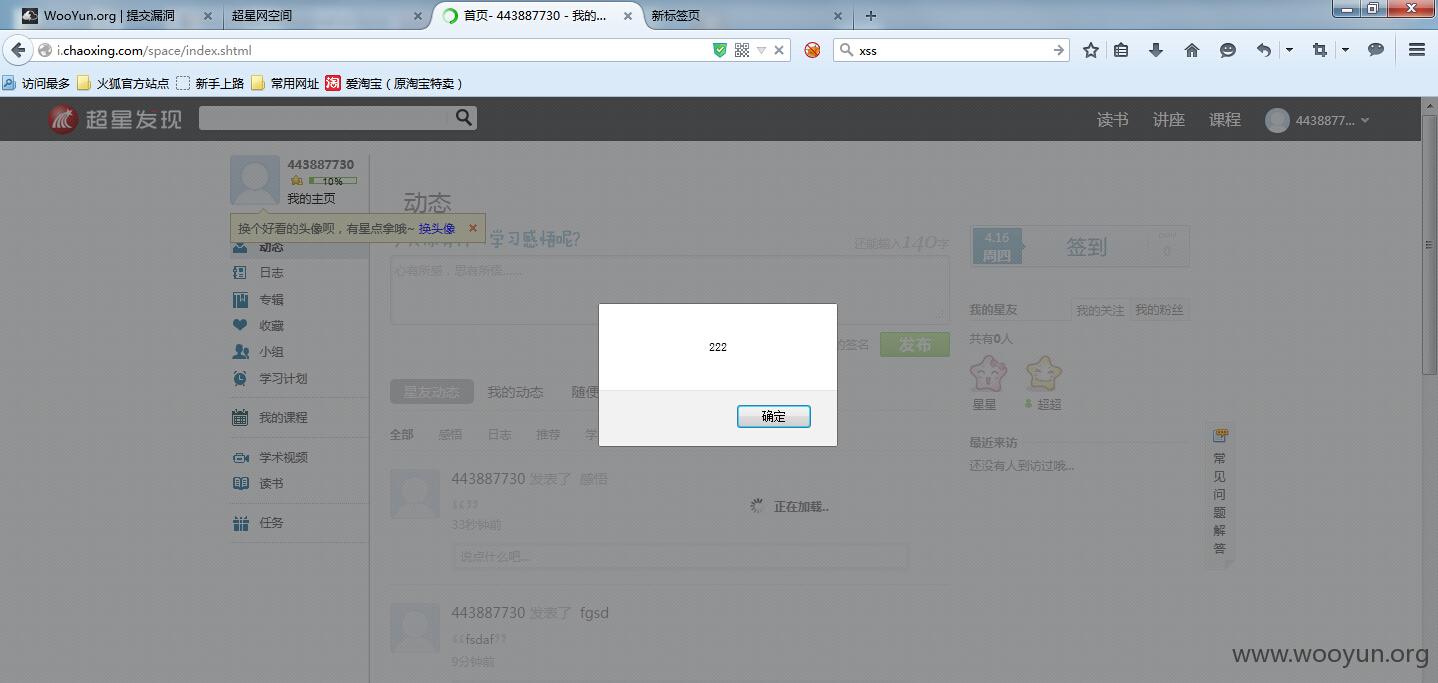 WooYun.org | 提交漏洞
超星网空间
首页- 443887730 - 我的...
新标签页
i.chaoxing.com/space/index.shtml
xss
访问最多
火狐官方站点
新手上路
常用网址
淘
爱淘宝（原淘宝特卖）
超星发现
读书
讲座
课程
4438877...
443887730
10%
我的主页
换个好看的头像呗，有星点拿哦~ 换头像
动态
日志
专辑
收藏
小组
学习计划
我的课程
学术视频
读书
任务
动态
学习感悟呢?
还能输入140字
心有所感，思有所悟......
的签名
发布
222
确定
星友动态
我的动态
随便
全部
感悟
日志
推荐
学
443887730 发表了 感悟
“”
33秒钟前
说点什么吧...
正在加载..
443887730 发表了 fgsd
“fsdaf”
9分钟前
4.16
周四
签到
0
我的星友
我的关注
我的粉丝
共有0人
星星
超超
最近来访
还没有人到访过哦...
常见问题解答
www.wooyun.org